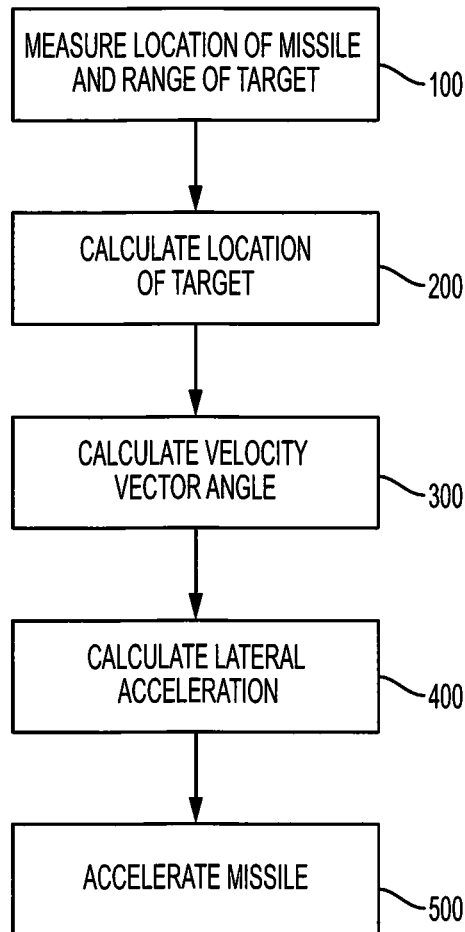 MEASURE LOCATION OF MISSILE
AND RANGE OF TARGET
100
CALCULATE LOCATION
OF TARGET
200
CALCULATE VELOCITY
VECTOR ANGLE
300
CALCULATE LATERAL
ACCELERATION
400
ACCELERATE MISSILE
500